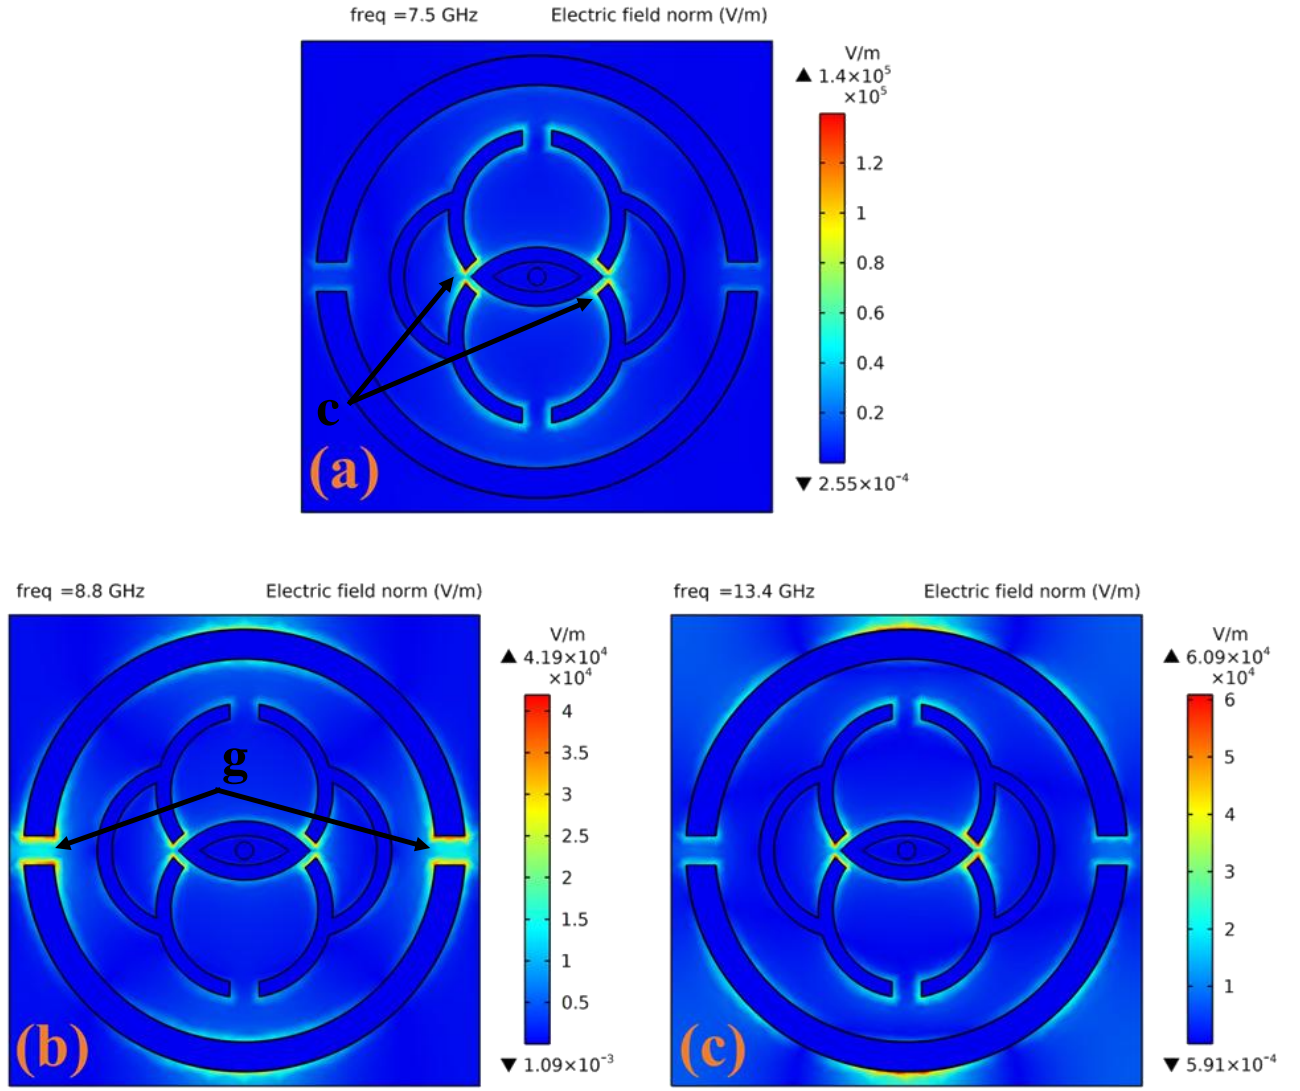 freq =7.5 GHz Electric field norm (V/m)
V/m
▲ 1.4×10⁵
×10⁵
1.2
1
0.8
0.6
0.4
0.2
▼ 2.55×10⁻⁴
c
(a)
freq =8.8 GHz Electric field norm (V/m)
V/m
▲ 4.19×10⁴
×10⁴
4
3.5
3
2.5
2
1.5
1
0.5
▼ 1.09×10⁻³
g
(b)
freq =13.4 GHz Electric field norm (V/m)
V/m
▲ 6.09×10⁴
×10⁴
6
5
4
3
2
1
▼ 5.91×10⁻⁴
(c)